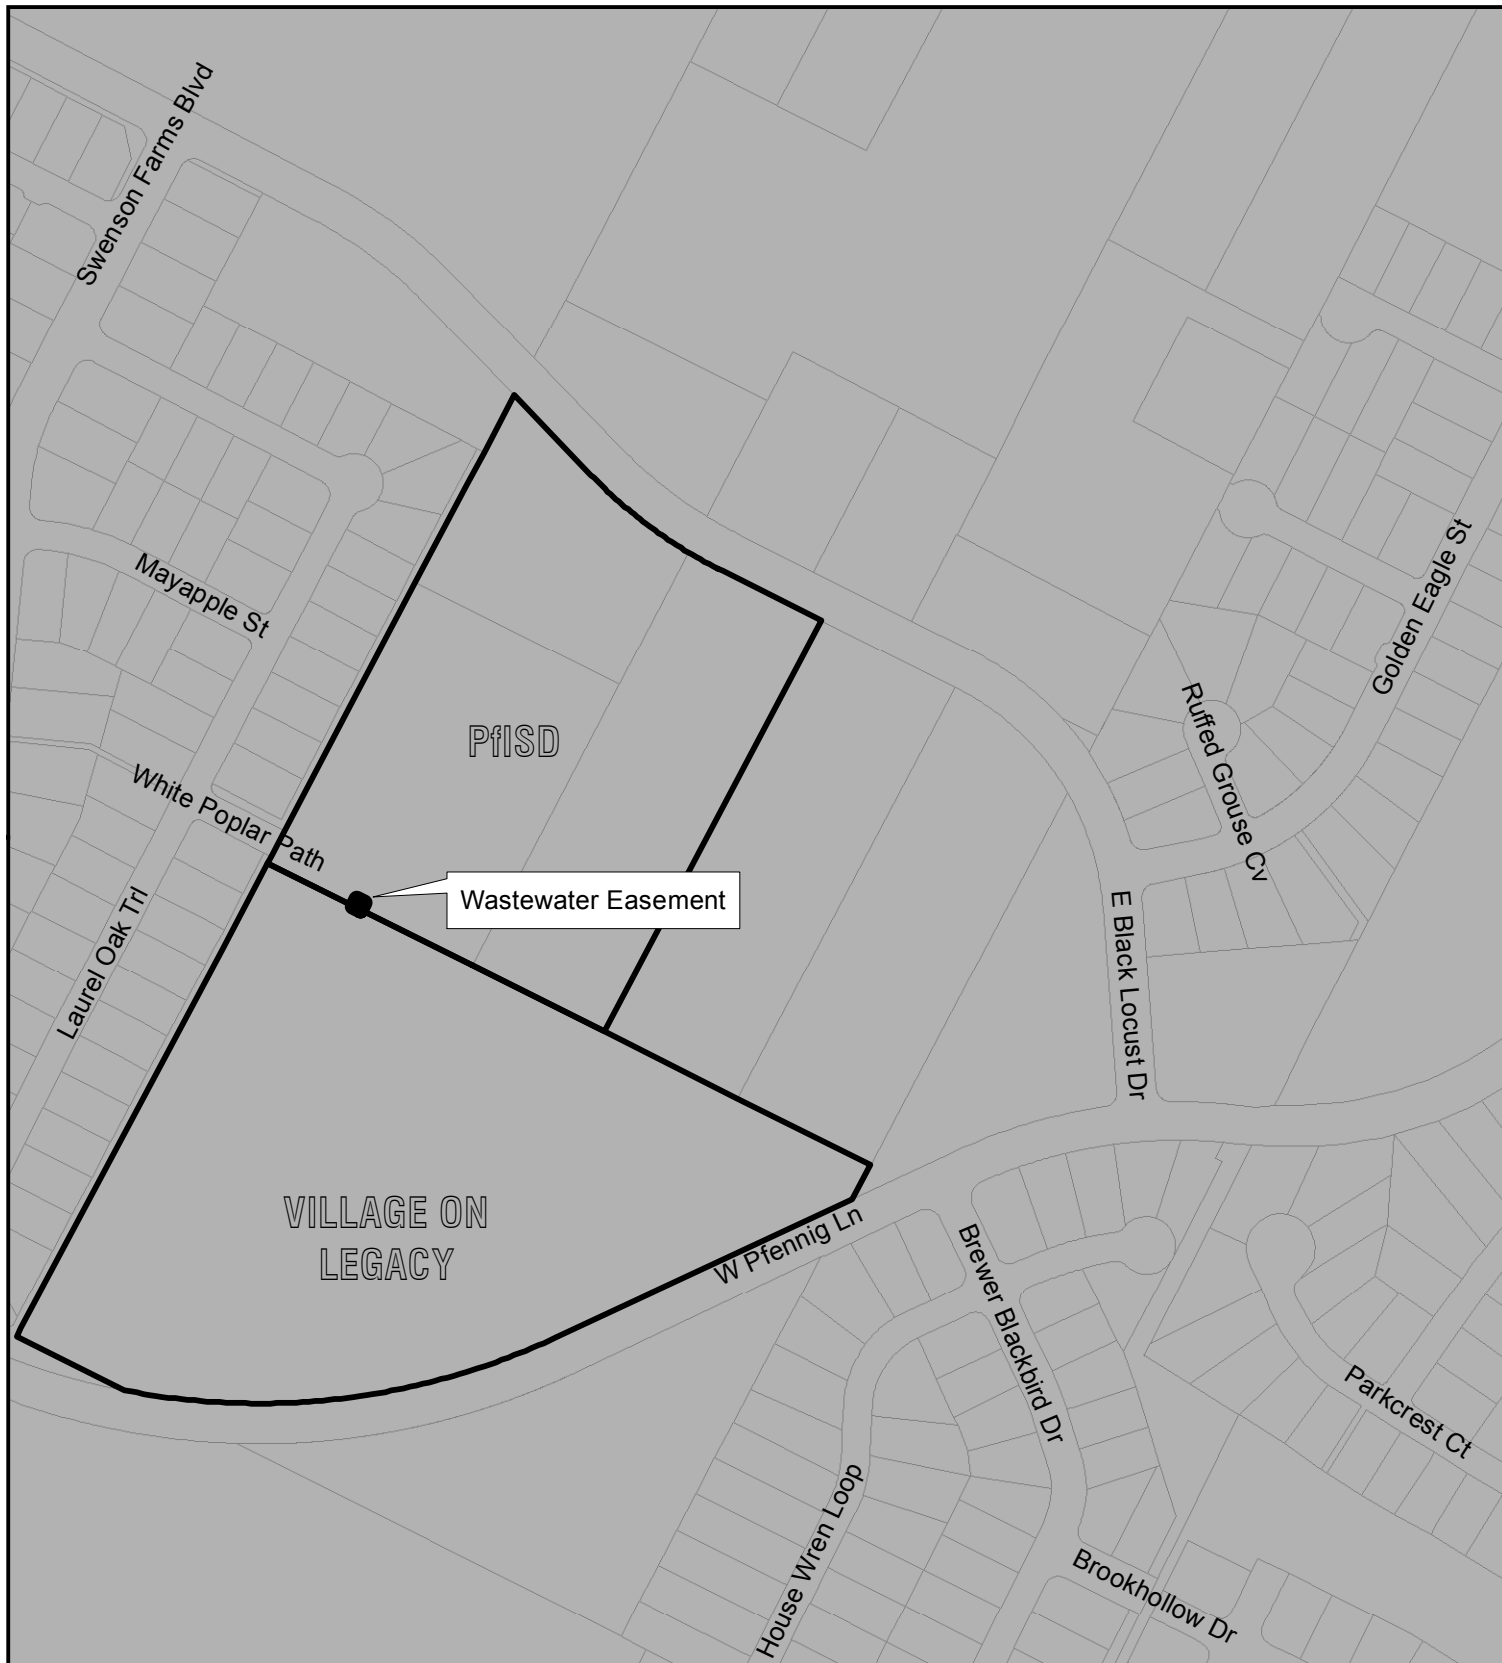 Swenson Farms Blvd
Mayapple St
Golden Eagle St
Ruffed Grouse Cv
PfISD
White Poplar Path
Wastewater Easement
Laurel Oak Trl
E Black Locust Dr
VILLAGE ON
LEGACY
W Pfennig Ln
Brewer Blackbird Dr
Parkcrest Ct
House Wren Loop
Brookhollow Dr